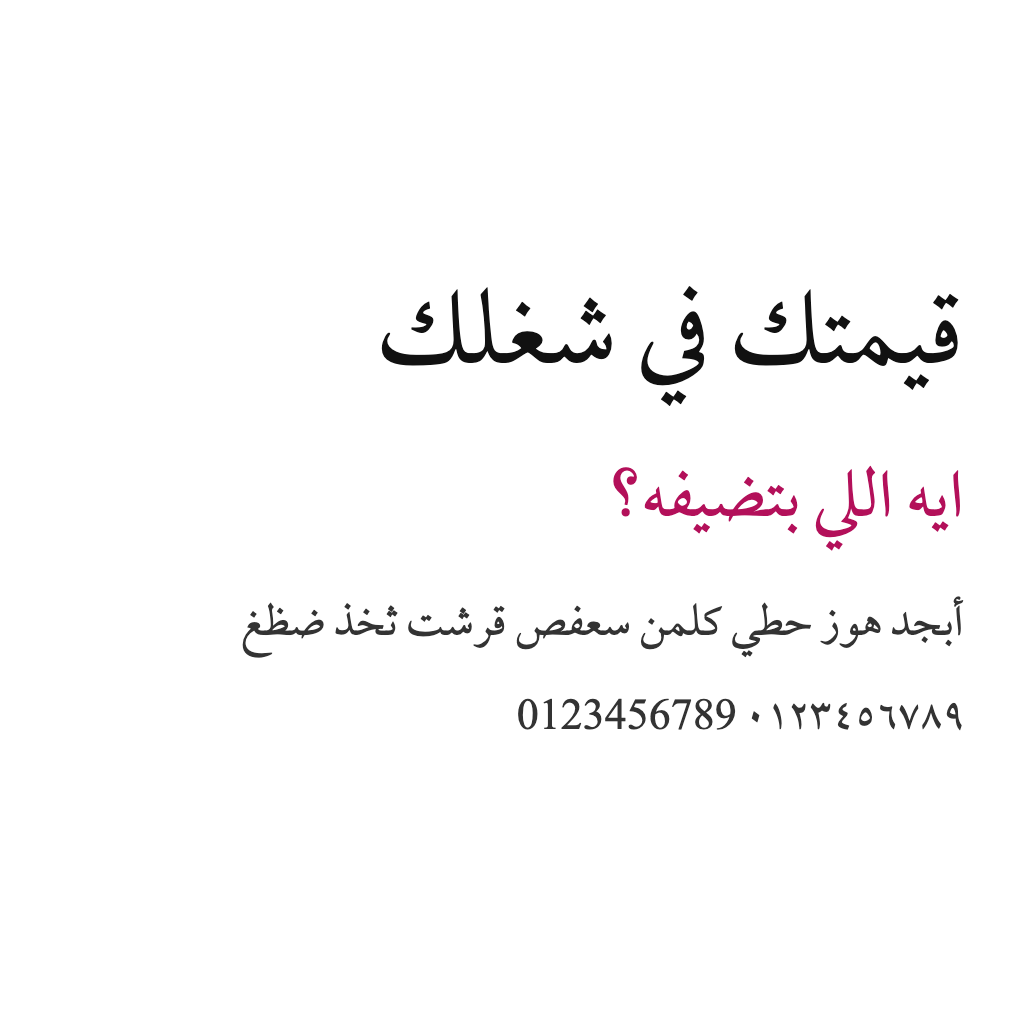 قيمتك في شغلك
ايه اللي بتضيفه؟
أبجد هوز حطي كلمن سعفص قرشت ثخذ ضظغ
0123456789 ٠١٢٣٤٥٦٧٨٩